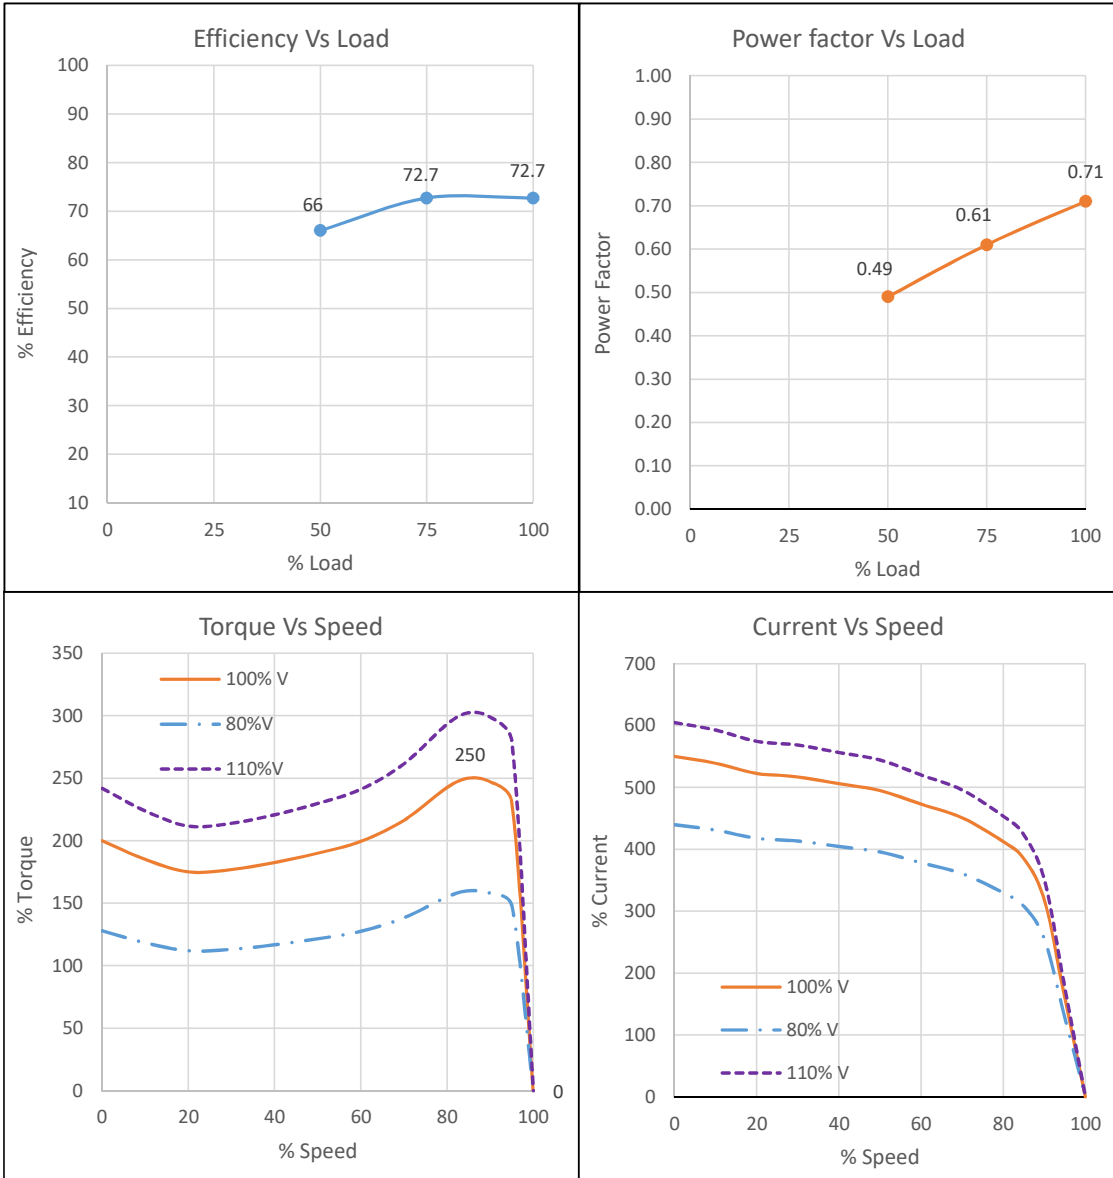 Efficiency Vs Load
100
90
80
70
60
50
40
30
20
10
72.7
72.7
66
% Efficiency
0 25 50 75 100
% Load
Power factor Vs Load
1.00
0.90
0.80
0.70
0.60
0.50
0.40
0.30
0.20
0.10
0.00
0.71
0.61
0.49
Power Factor
0 25 50 75 100
% Load
Torque Vs Speed
350
300
250
200
150
100
50
0
100% V
80%V
110%V
250
0
% Torque
0 20 40 60 80 100
% Speed
Current Vs Speed
700
600
500
400
300
200
100
0
% Current
100% V
80% V
110% V
0 20 40 60 80 100
% Speed